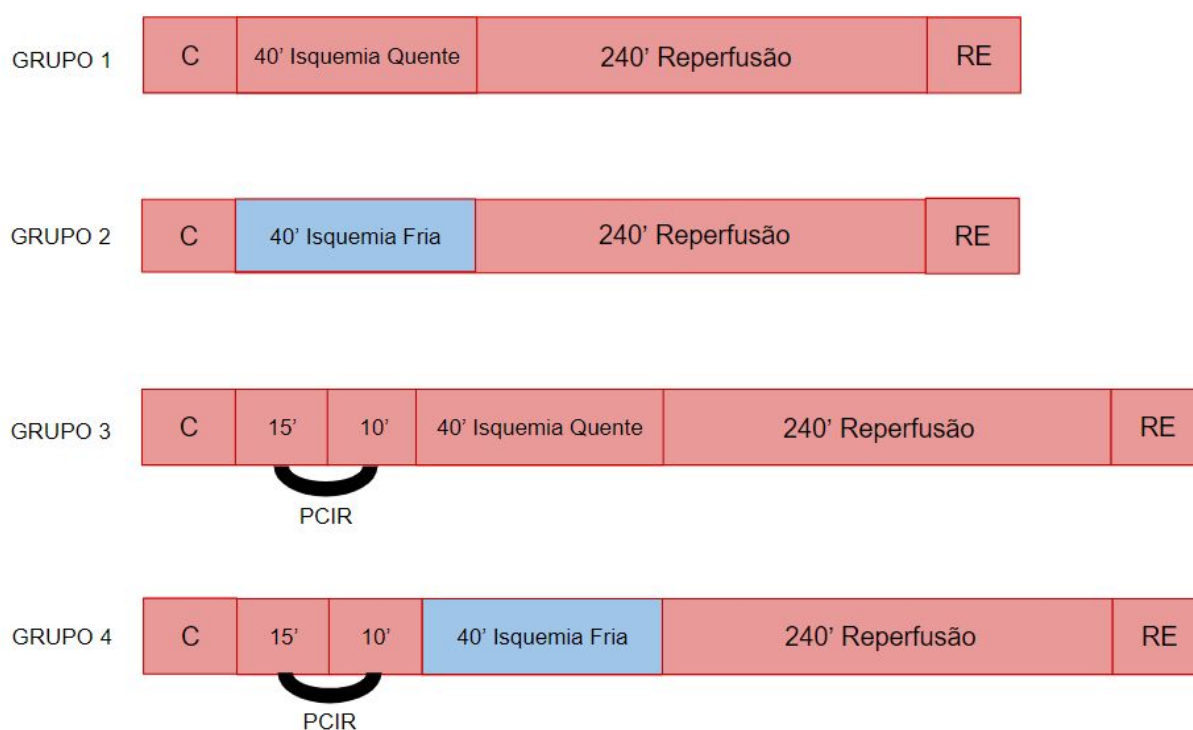 GRUPO 1 C 40’ Isquemia Quente 240’ Reperfusão RE
GRUPO 2 C 40’ Isquemia Fria 240’ Reperfusão RE
GRUPO 3 C 15’ 10’ 40’ Isquemia Quente 240’ Reperfusão RE
PCIR
GRUPO 4 C 15’ 10’ 40’ Isquemia Fria 240’ Reperfusão RE
PCIR